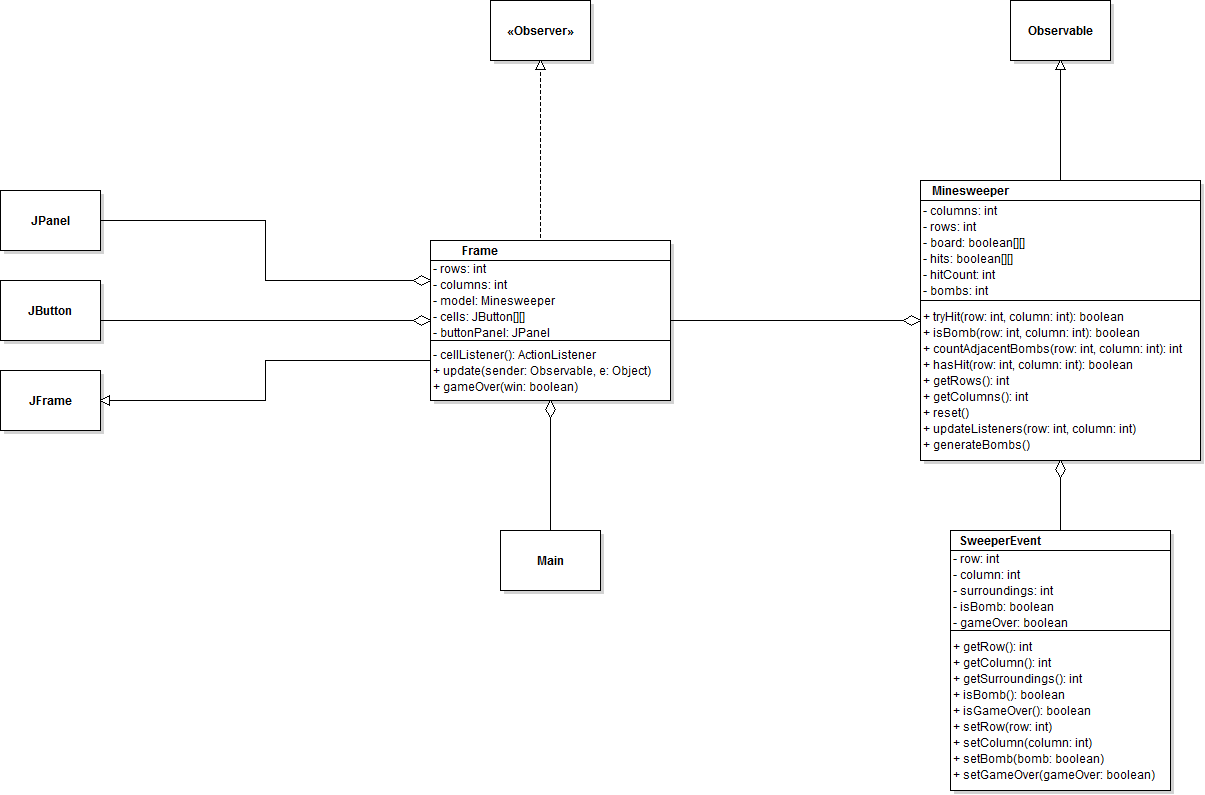 «Observer»
Observable
JPanel
JButton
JFrame
Frame
- rows: int
- columns: int
- model: Minesweeper
- cells: JButton[][]
- buttonPanel: JPanel
- cellListener(): ActionListener
+ update(sender: Observable, e: Object)
+ gameOver(win: boolean)
Main
Minesweeper
- columns: int
- rows: int
- board: boolean[][]
- hits: boolean[][]
- hitCount: int
- bombs: int
+ tryHit(row: int, column: int): boolean
+ isBomb(row: int, column: int): boolean
+ countAdjacentBombs(row: int, column: int): int
+ hasHit(row: int, column: int): boolean
+ getRows(): int
+ getColumns(): int
+ reset()
+ updateListeners(row: int, column: int)
+ generateBombs()
SweeperEvent
- row: int
- column: int
- surroundings: int
- isBomb: boolean
- gameOver: boolean
+ getRow(): int
+ getColumn(): int
+ getSurroundings(): int
+ isBomb(): boolean
+ isGameOver(): boolean
+ setRow(row: int)
+ setColumn(column: int)
+ setBomb(bomb: boolean)
+ setGameOver(gameOver: boolean)